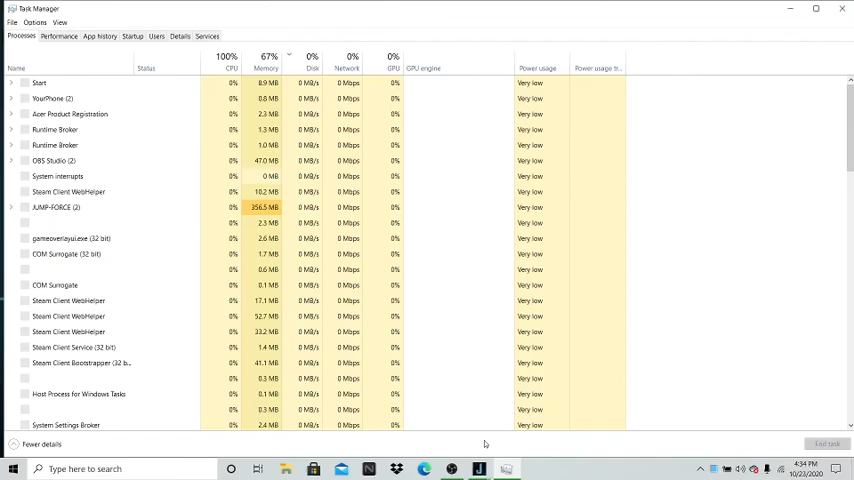 Task Manager
File Options View
Processes Performance App history Startup Users Details Services
100% 67% 0% 0% 0%
Name Status CPU Memory Disk Network GPU GPU engine Power usage Power usage tr...
Start 0% 8.9 MB 0 MB/s 0 Mbps 0% Very low
YourPhone (2) 0% 0.8 MB 0 MB/s 0 Mbps 0% Very low
Acer Product Registration 0% 2.3 MB 0 MB/s 0 Mbps 0% Very low
Runtime Broker 0% 1.3 MB 0 MB/s 0 Mbps 0% Very low
Runtime Broker 0% 1.0 MB 0 MB/s 0 Mbps 0% Very low
OBS Studio (2) 0% 47.0 MB 0 MB/s 0 Mbps 0% Very low
System interrupts 0% 0 MB 0 MB/s 0 Mbps 0% Very low
Steam Client WebHelper 0% 10.2 MB 0 MB/s 0 Mbps 0% Very low
JUMP-FORCE (2) 0% 356.5 MB 0 MB/s 0 Mbps 0% Very low
0% 2.3 MB 0 MB/s 0 Mbps 0% Very low
gameoverlayui.exe (32 bit) 0% 2.6 MB 0 MB/s 0 Mbps 0% Very low
COM Surrogate (32 bit) 0% 1.7 MB 0 MB/s 0 Mbps 0% Very low
0% 0.6 MB 0 MB/s 0 Mbps 0% Very low
COM Surrogate 0% 0.1 MB 0 MB/s 0 Mbps 0% Very low
Steam Client WebHelper 0% 17.1 MB 0 MB/s 0 Mbps 0% Very low
Steam Client WebHelper 0% 52.7 MB 0 MB/s 0 Mbps 0% Very low
Steam Client WebHelper 0% 33.2 MB 0 MB/s 0 Mbps 0% Very low
Steam Client Service (32 bit) 0% 1.4 MB 0 MB/s 0 Mbps 0% Very low
Steam Client Bootstrapper (32 b... 0% 41.1 MB 0 MB/s 0 Mbps 0% Very low
0% 0.3 MB 0 MB/s 0 Mbps 0% Very low
Host Process for Windows Tasks 0% 0.1 MB 0 MB/s 0 Mbps 0% Very low
0% 0.3 MB 0 MB/s 0 Mbps 0% Very low
System Settings Broker 0% 2.4 MB 0 MB/s 0 Mbps 0% Very low
Fewer details End task
Type here to search N J 4:34 PM
10/23/2020